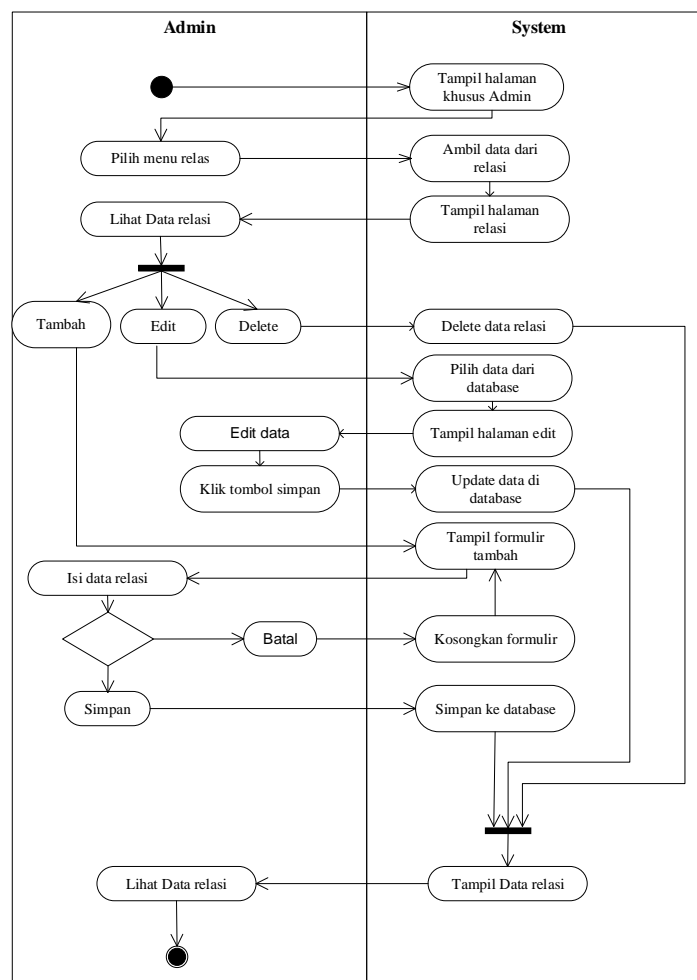 Admin
System
Tampil halaman
khusus Admin
Pilih menu relas
Ambil data dari
relasi
Lihat Data relasi
Tampil halaman
relasi
Tambah
Edit
Delete
Delete data relasi
Pilih data dari
database
Edit data
Tampil halaman edit
Klik tombol simpan
Update data di
database
Tampil formulir
tambah
Isi data relasi
Batal
Kosongkan formulir
Simpan
Simpan ke database
Lihat Data relasi
Tampil Data relasi